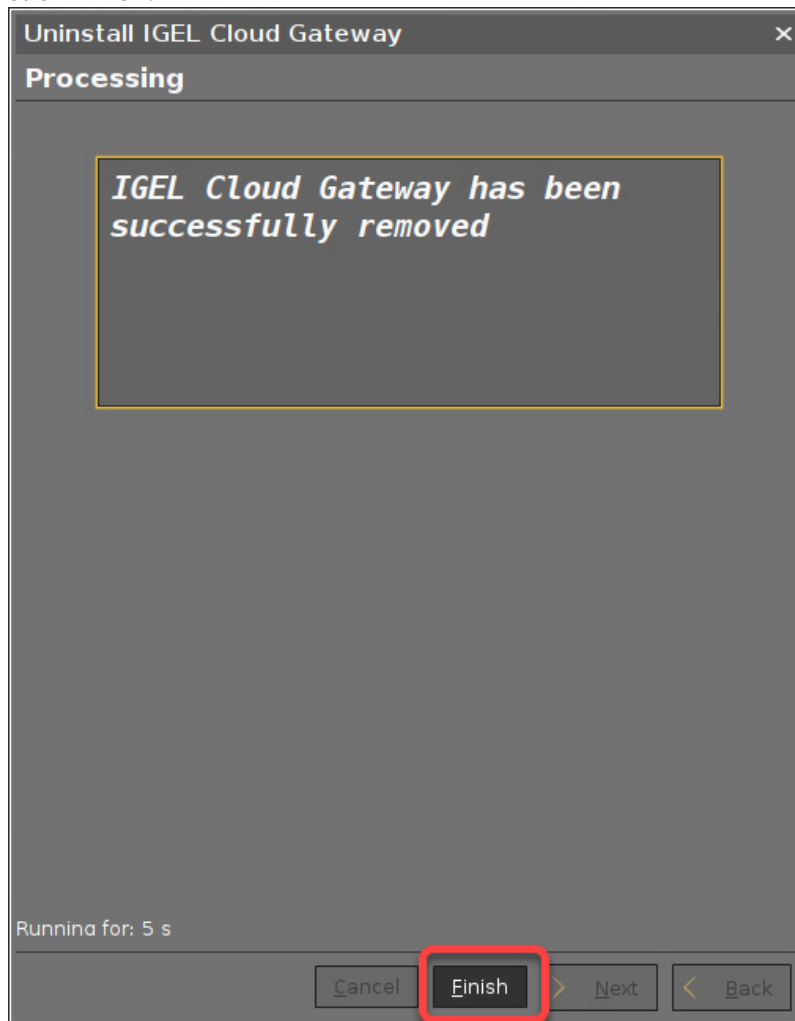 Uninstall IGEL Cloud Gateway
Processing
IGEL Cloud Gateway has been
successfully removed
Running for: 5 s
Cancel Finish Next Back